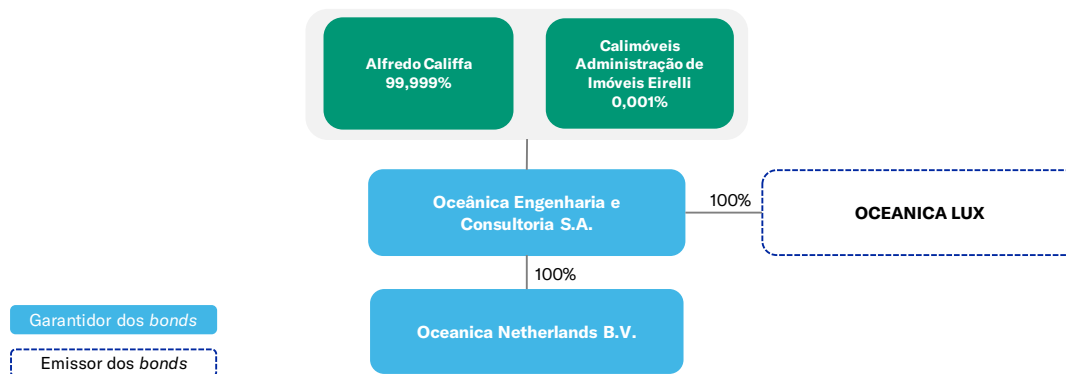 Alfredo Califfa
99,999%
Calimóveis
Administração de
Imóveis Eirelli
0,001%
Oceânica Engenharia e
Consultoria S.A.
100%
OCEANICA LUX
100%
Oceanica Netherlands B.V.
Garantidor dos bonds
Emissor dos bonds